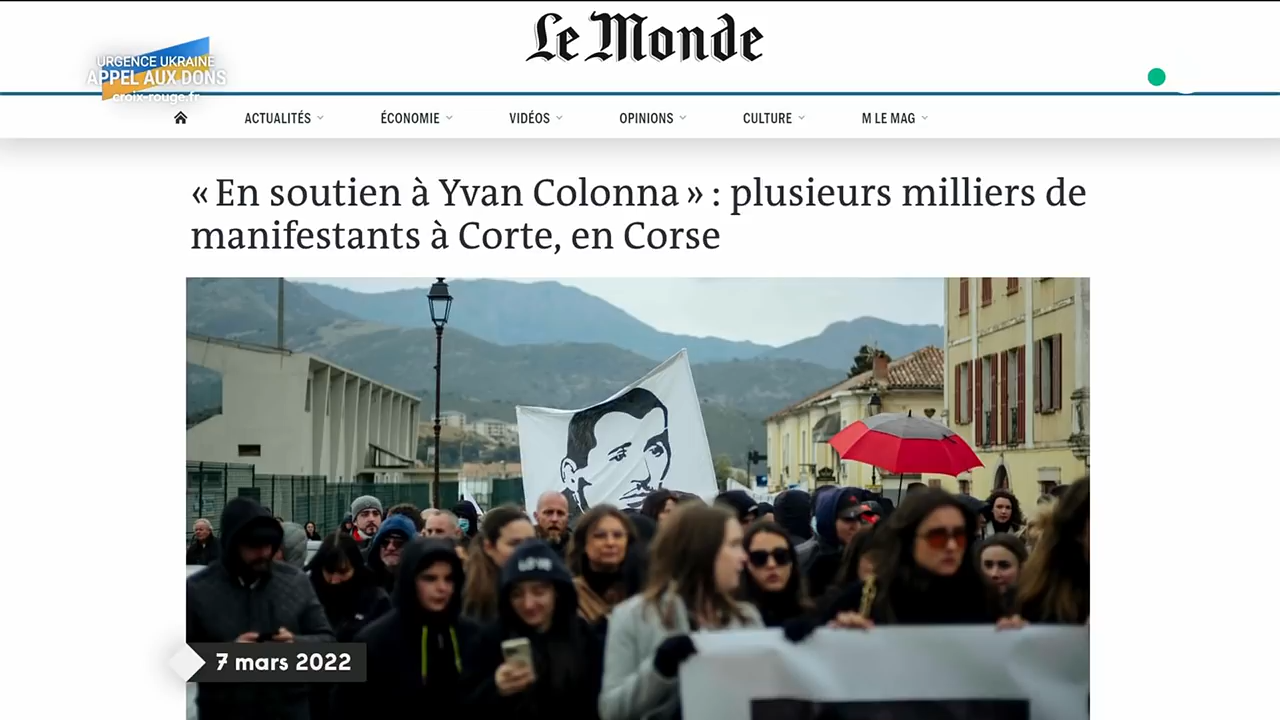 Le Monde
URGENCE UKRAINE
APPEL AUX DONS
croix-rouge.fr
ACTUALITÉS
ÉCONOMIE
VIDÉOS
OPINIONS
CULTURE
M LE MAG
« En soutien à Yvan Colonna » : plusieurs milliers de
manifestants à Corte, en Corse
LOVE
7 mars 2022